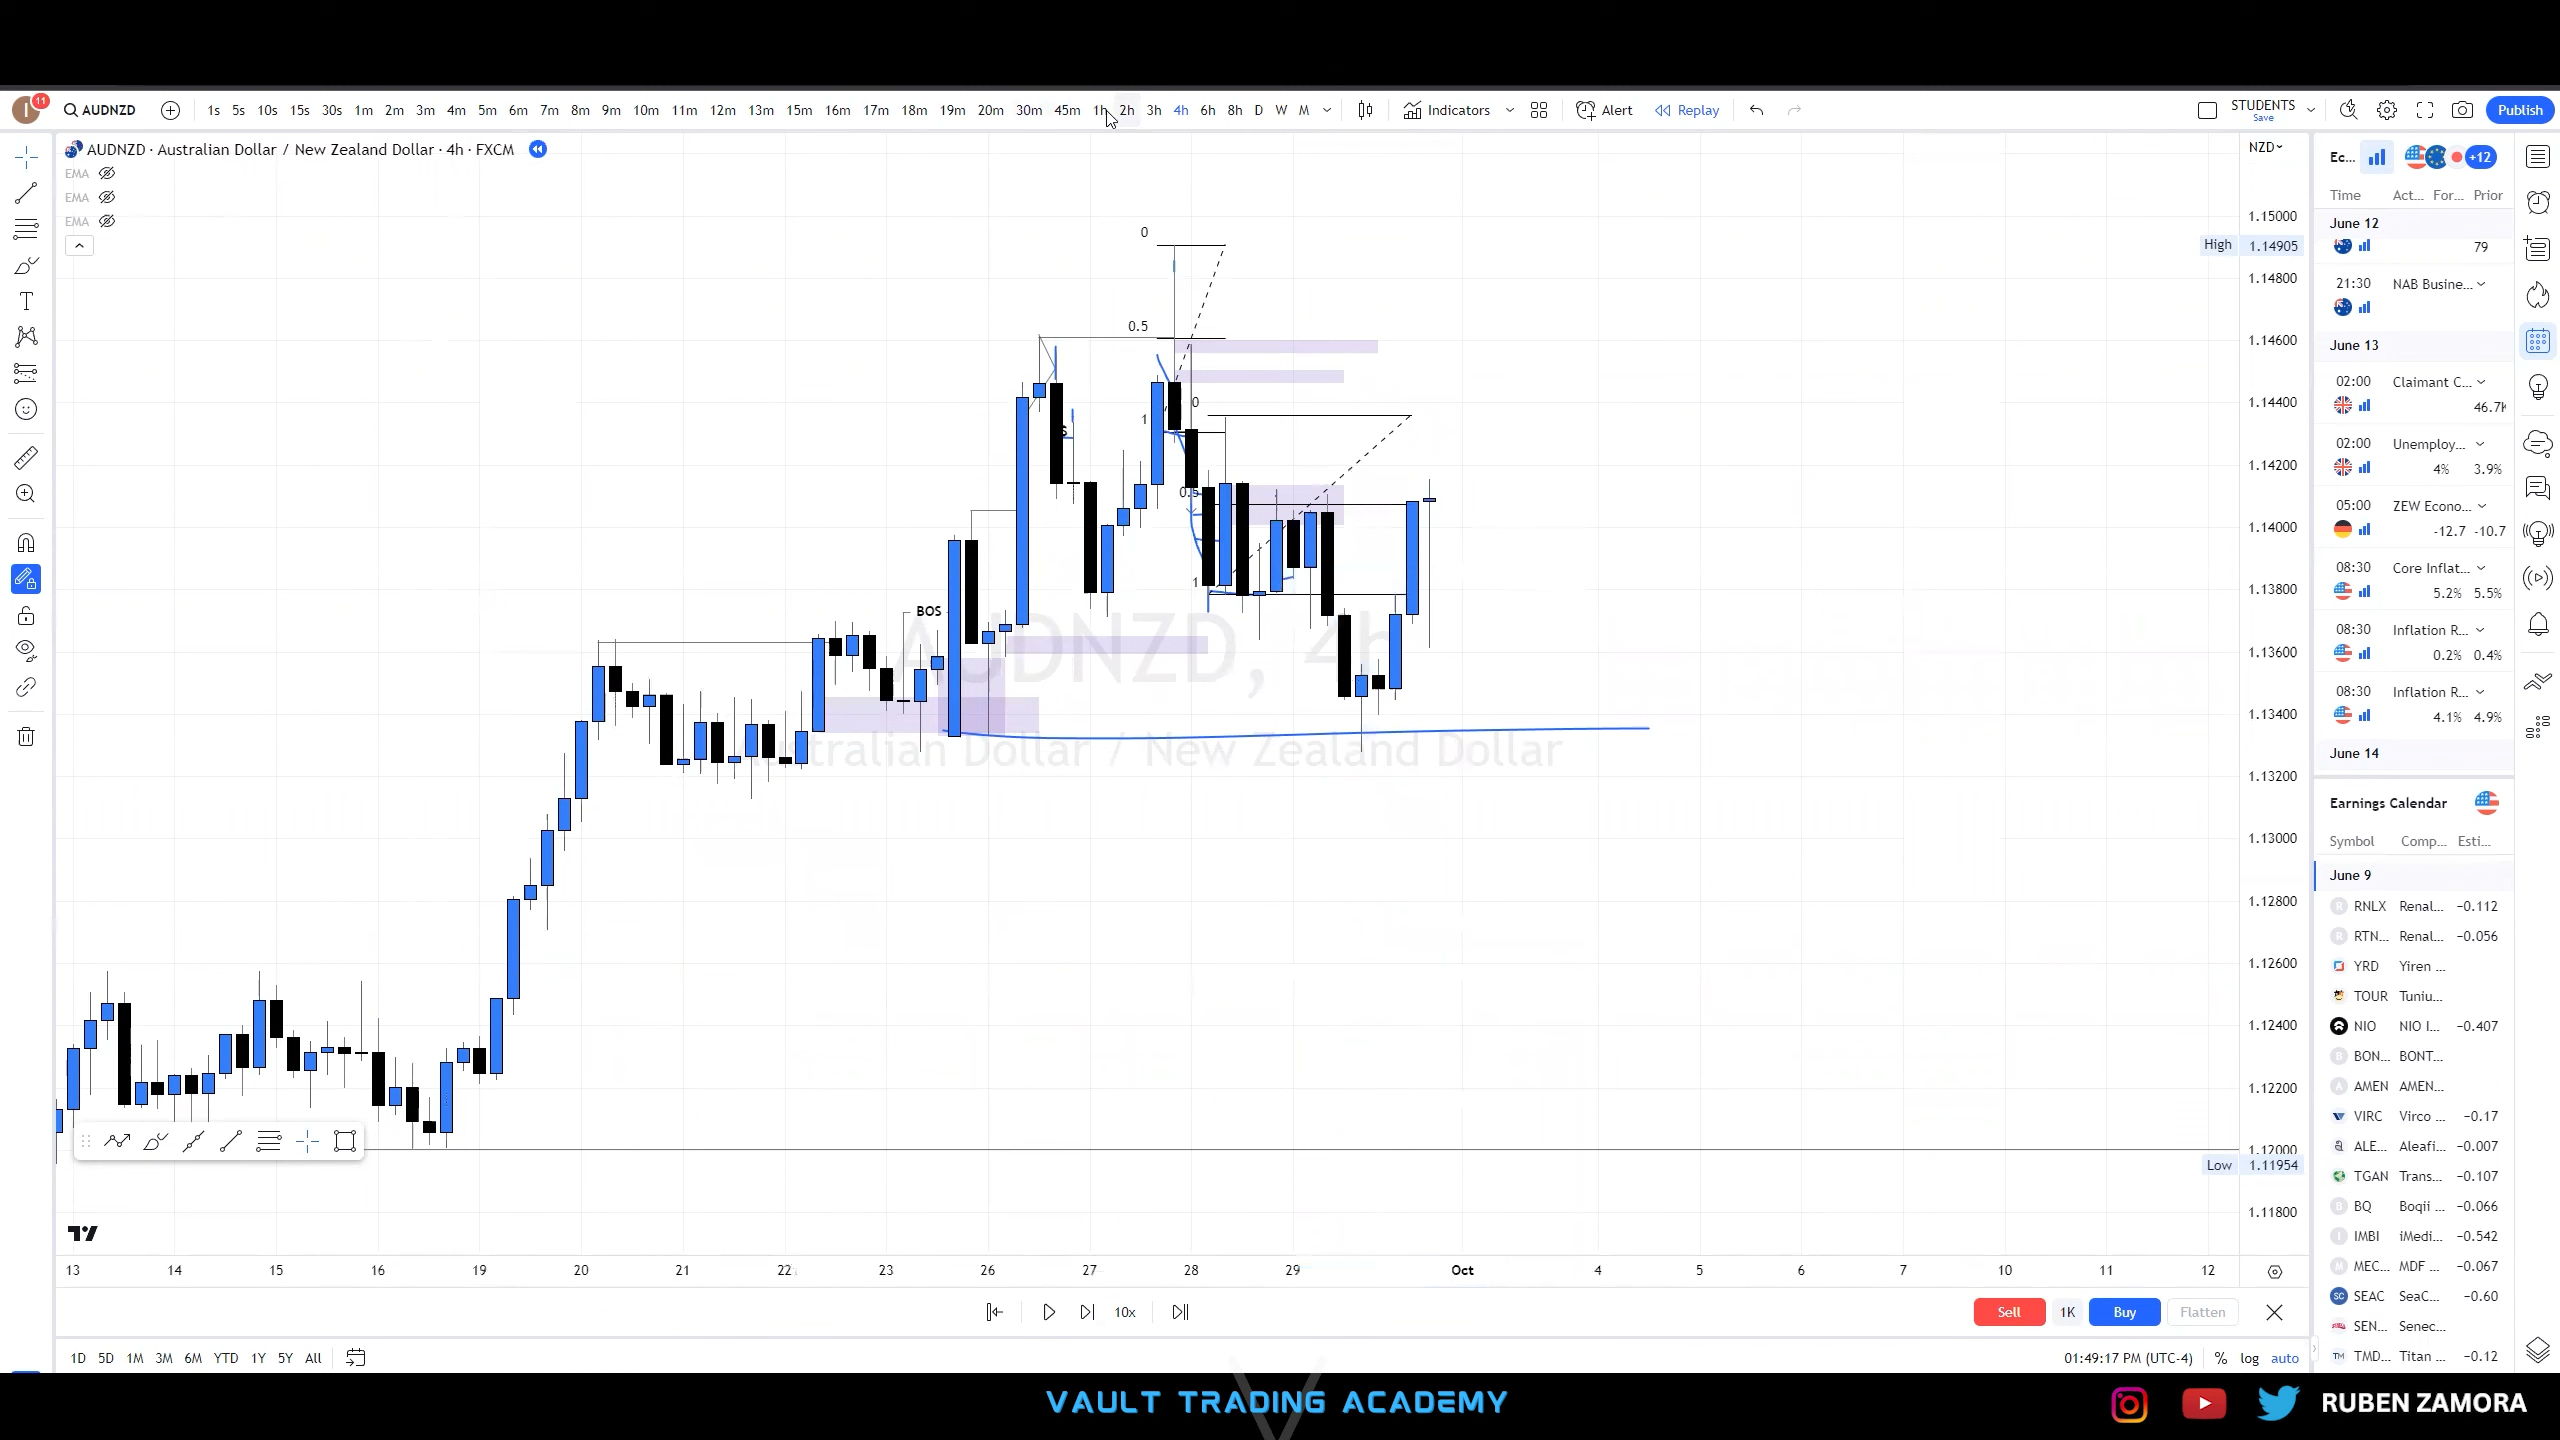 11
AUDNZD 1s 5s 10s 15s 30s 1m 2m 3m 4m 5m 6m 7m 8m 9m 10m 11m 12m 13m 15m 16m 17m 18m 19m 20m 30m 45m 1h 2h 3h 4h 6h 8h D W M Indicators Alert Replay STUDENTS Publish
Save
AUDNZD · Australian Dollar / New Zealand Dollar · 4h · FXCM
EMA
EMA
EMA
NZD
1.15000
High 1.14905
1.14800
1.14600
1.14400
1.14200
1.14000
1.13800
1.13600
1.13400
1.13200
1.13000
1.12800
1.12600
1.12400
1.12200
1.12000
Low 1.11954
1.11800
0
0.5
1
0
0.5
1
BOS
AUDNZD, 4h
Australian Dollar / New Zealand Dollar
13 14 15 16 19 20 21 22 23 26 27 28 29 Oct 4 5 6 7 10 11 12
10x
Sell 1K Buy Flatten
1D 5D 1M 3M 6M YTD 1Y 5Y All
01:49:17 PM (UTC-4) % log auto
Ec... +12
Time Act... For... Prior
June 12
79
21:30 NAB Busine...
June 13
02:00 Claimant C...
46.7K
02:00 Unemploy...
4% 3.9%
05:00 ZEW Econo...
-12.7 -10.7
08:30 Core Inflat...
5.2% 5.5%
08:30 Inflation R...
0.2% 0.4%
08:30 Inflation R...
4.1% 4.9%
June 14
Earnings Calendar
Symbol Comp... Esti...
June 9
RNLX Renal... −0.112
RTN... Renal... −0.056
YRD Yiren ...
TOUR Tuniu...
NIO NIO I... −0.407
BON... BONT...
AMEN AMEN...
VIRC Virco ... −0.17
ALE... Aleafi... −0.007
TGAN Trans... −0.107
BQ Boqii ... −0.066
IMBI iMedi... −0.542
MEC... MDF ... −0.067
SEAC SeaC... −0.60
SEN... Senec...
TMD... Titan ... −0.12
VAULT TRADING ACADEMY
RUBEN ZAMORA